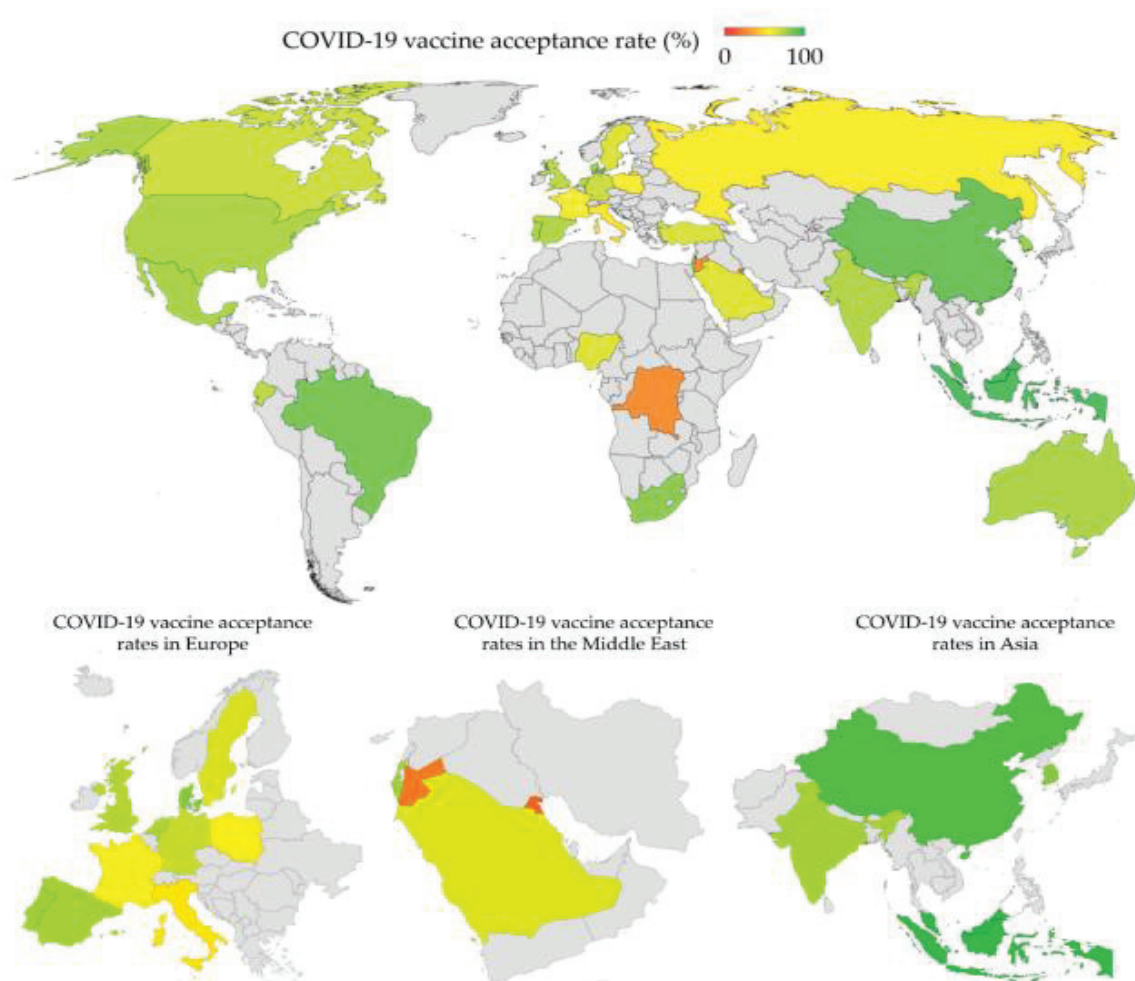 COVID-19 vaccine acceptance rate (%)
0 100
COVID-19 vaccine acceptance
rates in Europe
COVID-19 vaccine acceptance
rates in the Middle East
COVID-19 vaccine acceptance
rates in Asia